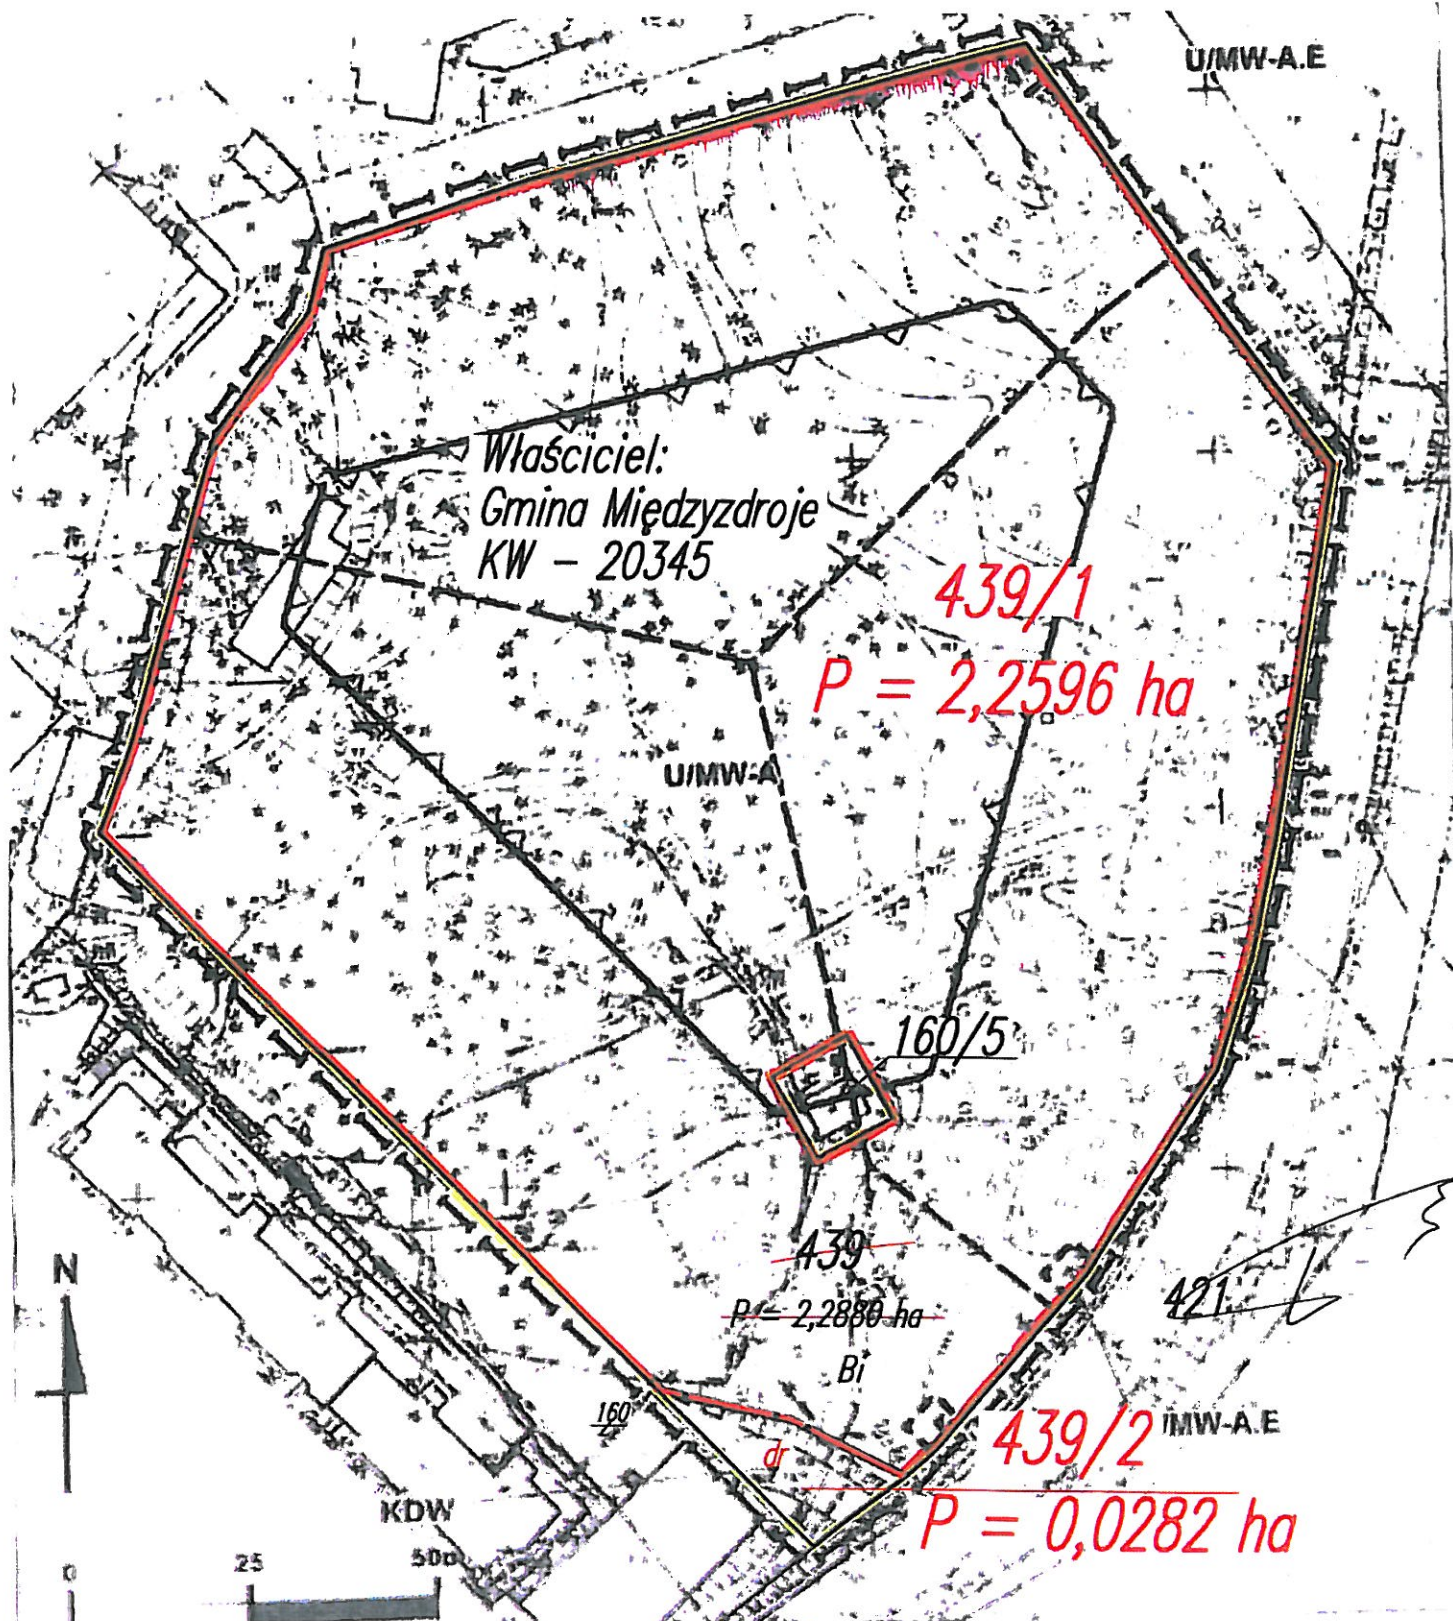 U/MW-A.E
Właściciel:
Gmina Międzyzdroje
KW - 20345
439/1
P = 2,2596 ha
U/MW-A
160/5
439
P = 2,2880 ha
Bi
421
N
160
dr
439/2
/MW-A.E
P = 0,0282 ha
KDW
0 25 50